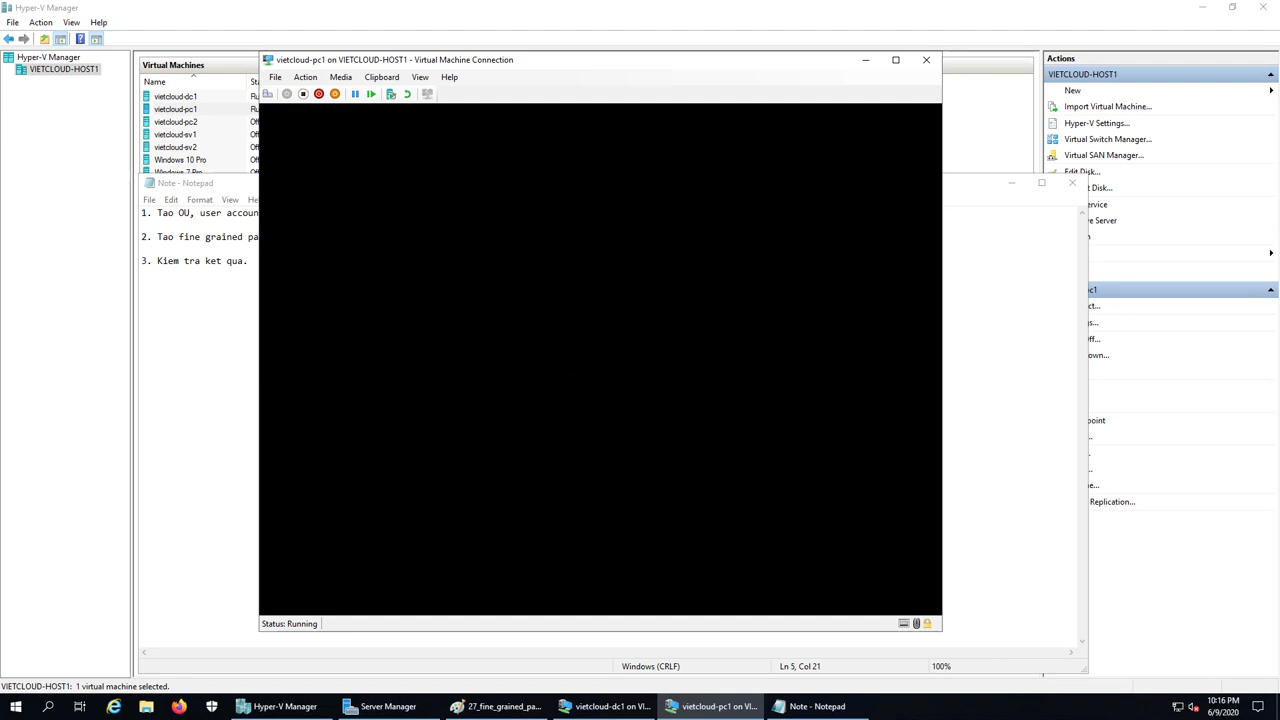 Hyper-V Manager
File Action View Help
Hyper-V Manager
VIETCLOUD-HOST1
Virtual Machines
Name
vietcloud-dc1
vietcloud-pc1
vietcloud-pc2
vietcloud-sv1
vietcloud-sv2
Windows 10 Pro
Windows 7 Pro
vietcloud-pc1 on VIETCLOUD-HOST1 - Virtual Machine Connection
File Action Media Clipboard View Help
Status: Running
Note - Notepad
File Edit Format View
1. Tao OU, user
2. Tao fine grained
3. Kiem tra ket qua.
Windows (CRLF) Ln 5, Col 21 100%
Actions
VIETCLOUD-HOST1
New
Import Virtual Machine...
Hyper-V Settings...
Virtual Switch Manager...
Virtual SAN Manager...
Edit Disk...
Disk...
Server
Replication...
VIETCLOUD-HOST1: 1 virtual machine selected.
Hyper-V Manager Server Manager 27_fine_grained_pa... vietcloud-dc1 on VI... vietcloud-pc1 on VI... Note - Notepad
10:16 PM
6/9/2020